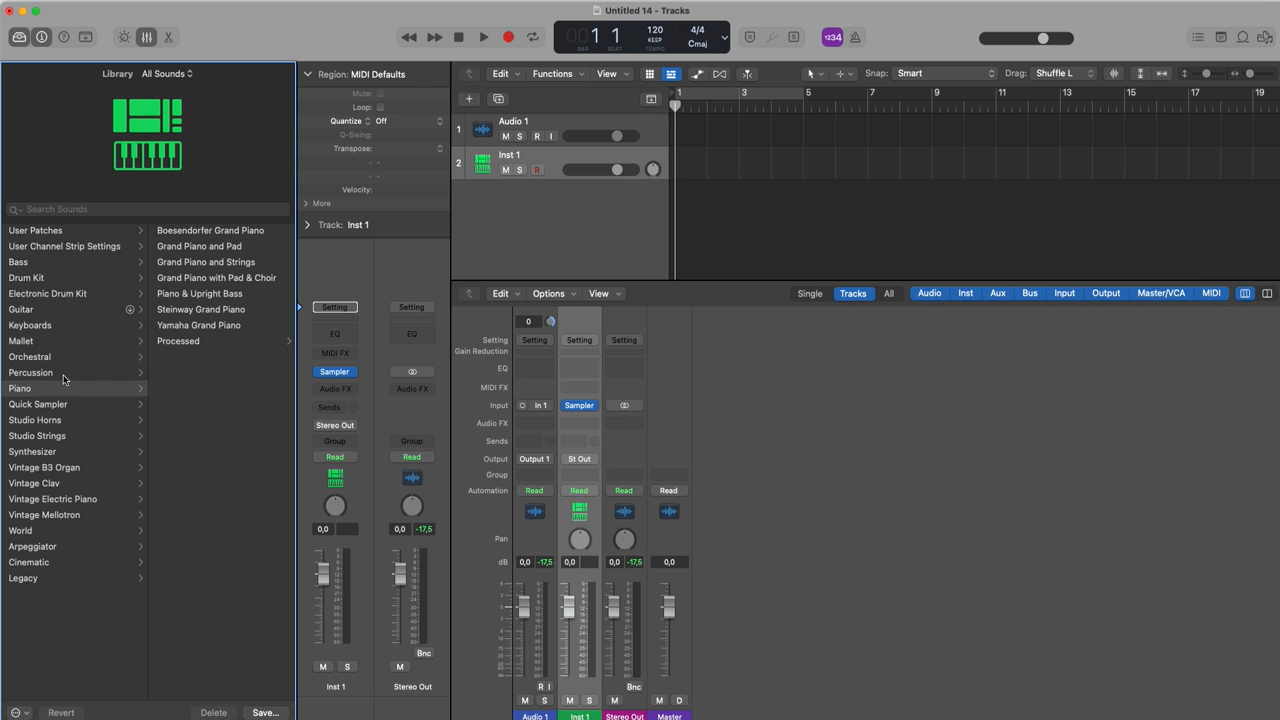 Untitled 14 - Tracks
001 1
BAR BEAT
120
KEEP
TEMPO
4/4
Cmaj
1234
Library All Sounds
Search Sounds
User Patches
User Channel Strip Settings
Bass
Drum Kit
Electronic Drum Kit
Guitar
Keyboards
Mallet
Orchestral
Percussion
Piano
Quick Sampler
Studio Horns
Studio Strings
Synthesizer
Vintage B3 Organ
Vintage Clav
Vintage Electric Piano
Vintage Mellotron
World
Arpeggiator
Cinematic
Legacy
Boesendorfer Grand Piano
Grand Piano and Pad
Grand Piano and Strings
Grand Piano with Pad & Choir
Piano & Upright Bass
Steinway Grand Piano
Yamaha Grand Piano
Processed
Revert Delete Save...
Region: MIDI Defaults
Mute:
Loop:
Quantize Off
Q-Swing:
Transpose:
Velocity:
More
Track: Inst 1
Setting Setting
EQ EQ
MIDI FX
Sampler
Audio FX Audio FX
Sends
Stereo Out
Group Group
Read Read
0,0 0,0 -17,5
Bnc
M S M
Inst 1 Stereo Out
Edit Functions View Snap: Smart Drag: Shuffle L
1 3 5 7 9 11 13 15 17 19
1 Audio 1
M S R I
2 Inst 1
M S R
Edit Options View Single Tracks All Audio Inst Aux Bus Input Output Master/VCA MIDI
0
Setting Setting Setting Setting
Gain Reduction
EQ
MIDI FX
Input In 1 Sampler
Audio FX
Sends
Output Output 1 St Out
Group
Automation Read Read Read Read
Pan
dB 0,0 -17,5 0,0 0,0 -17,5 0,0
R I Bnc
M S M S M M D
Audio 1 Inst 1 Stereo Out Master